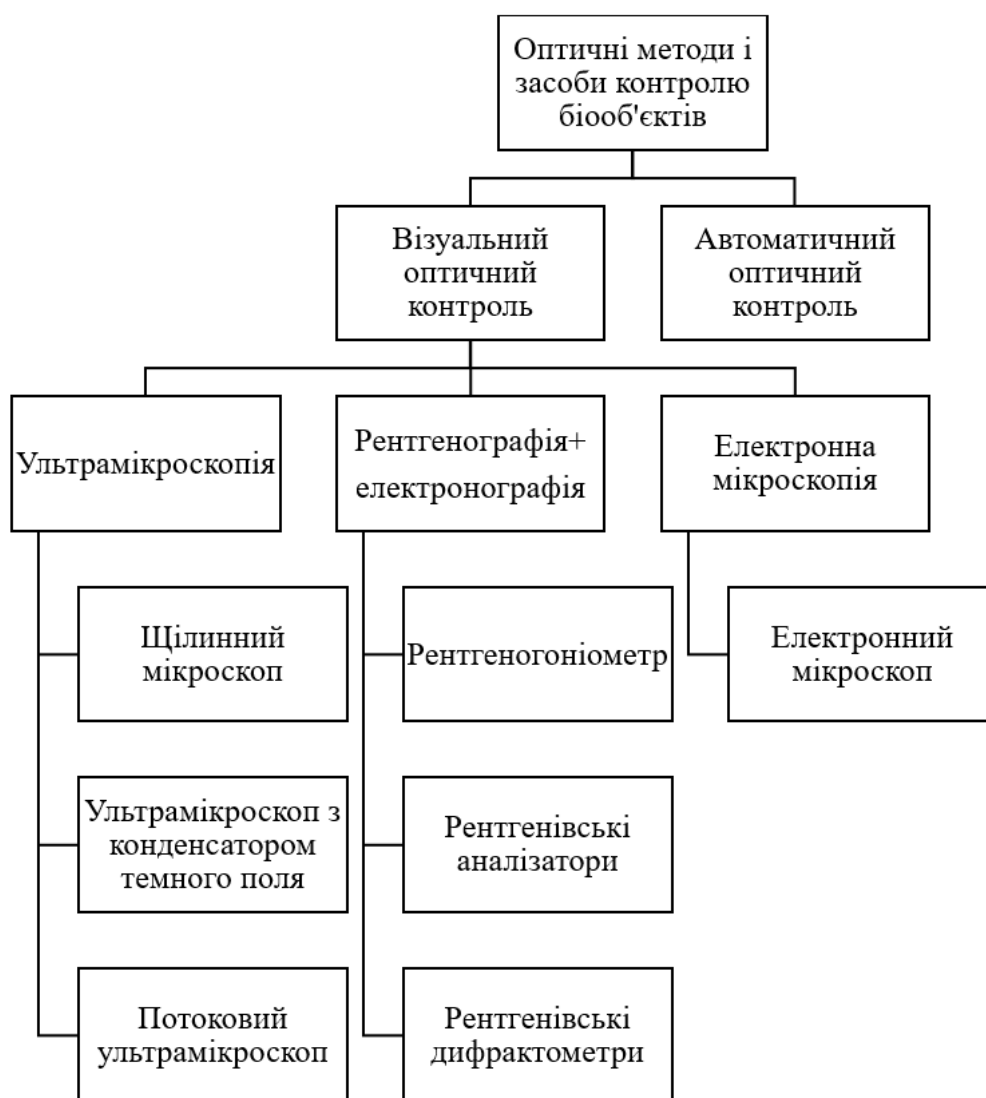 Оптичні методи і
засоби контролю
біооб'єктів
Візуальний
оптичний
контроль
Автоматичний
оптичний
контроль
Ультрамікроскопія
Рентгенографія+
електронографія
Електронна
мікроскопія
Щілинний
мікроскоп
Рентгеногоніометр
Електронний
мікроскоп
Ультрамікроскоп з
конденсатором
темного поля
Рентгенівські
аналізатори
Потоковий
ультрамікроскоп
Рентгенівські
дифрактометри